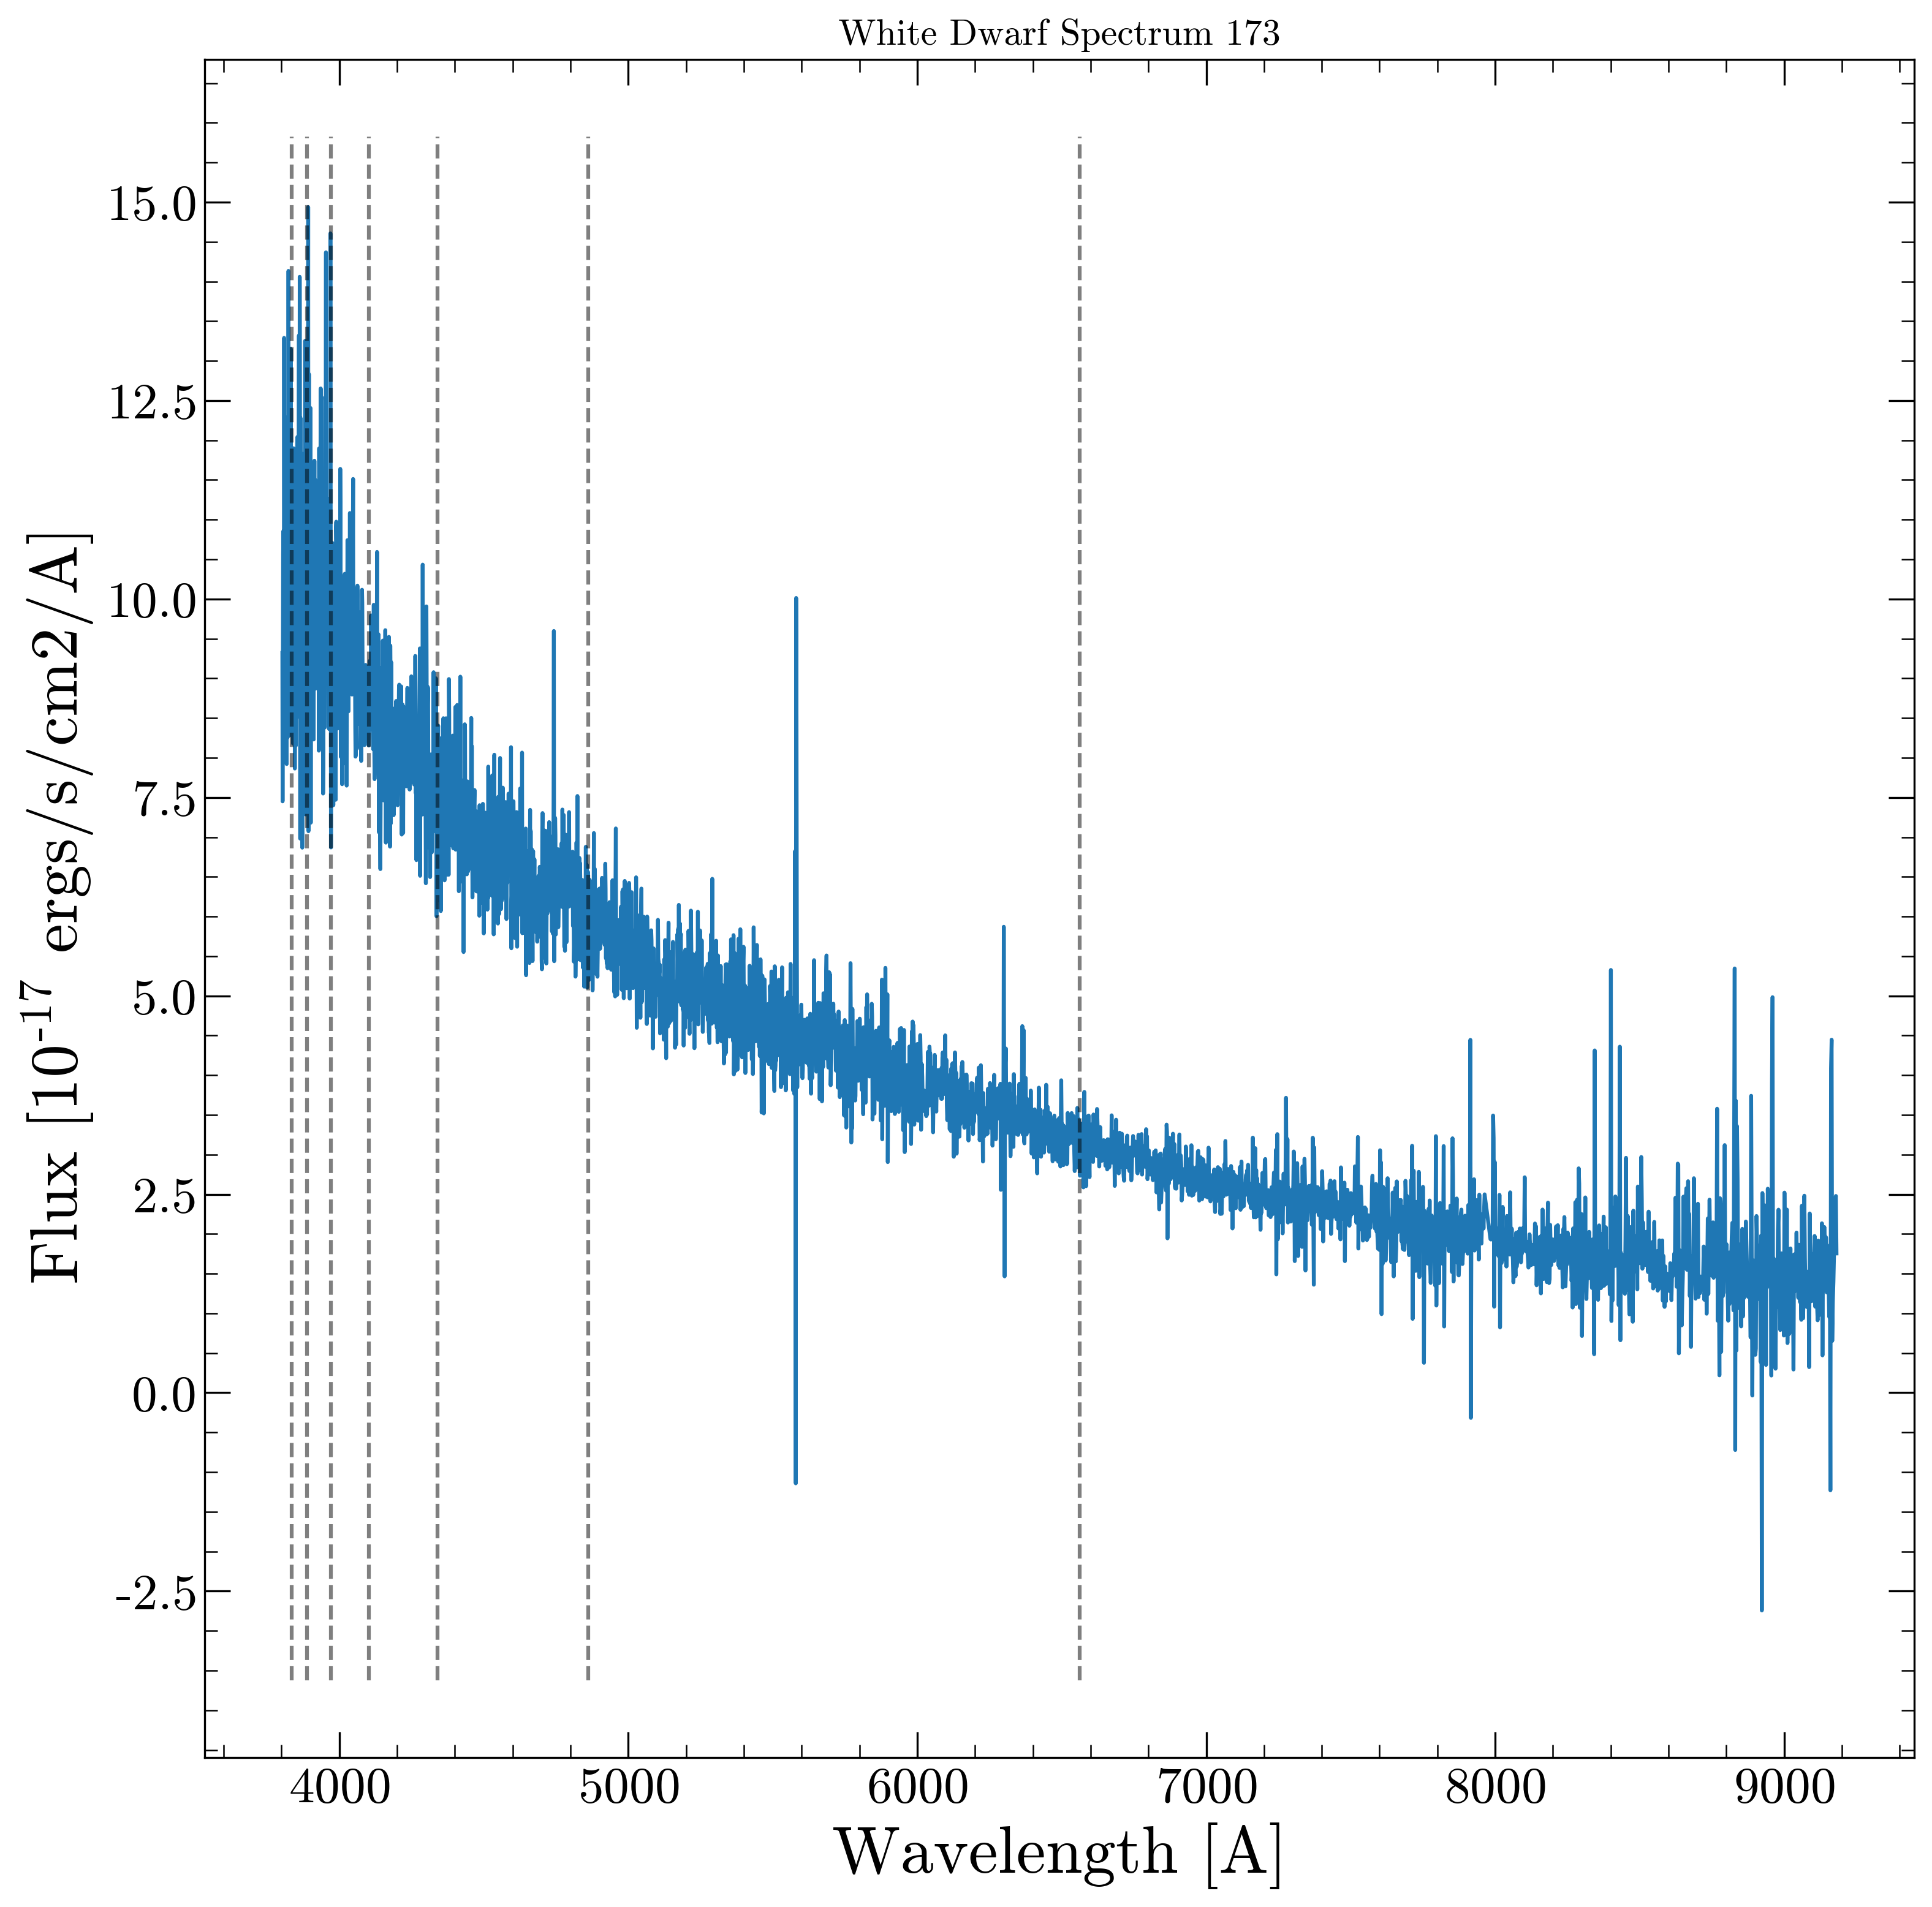 White Dwarf Spectrum 173
15.0
12.5
10.0
7.5
5.0
2.5
0.0
-2.5
Flux [10-17 ergs/s/cm2/A]
4000 5000 6000 7000 8000 9000
Wavelength [A]